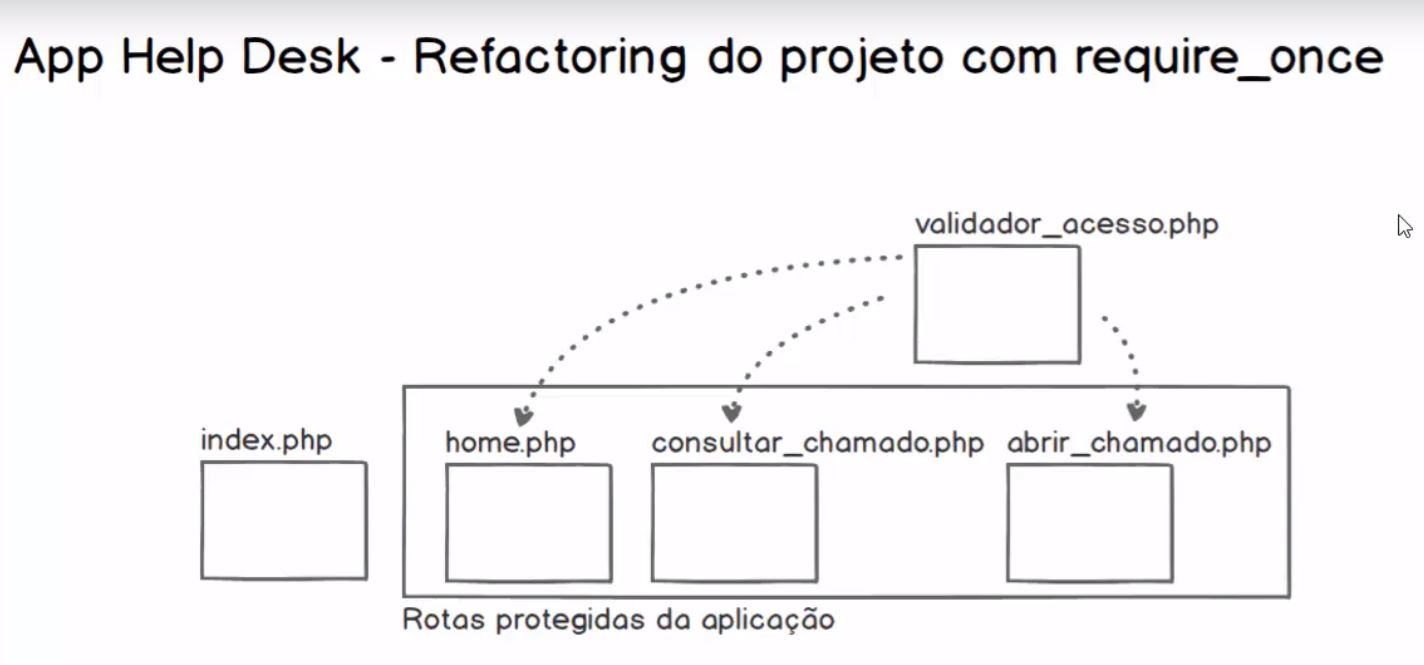 App Help Desk - Refactoring do projeto com require_once
validador_acesso.php
index.php
home.php
consultar_chamado.php
abrir_chamado.php
Rotas protegidas da aplicação